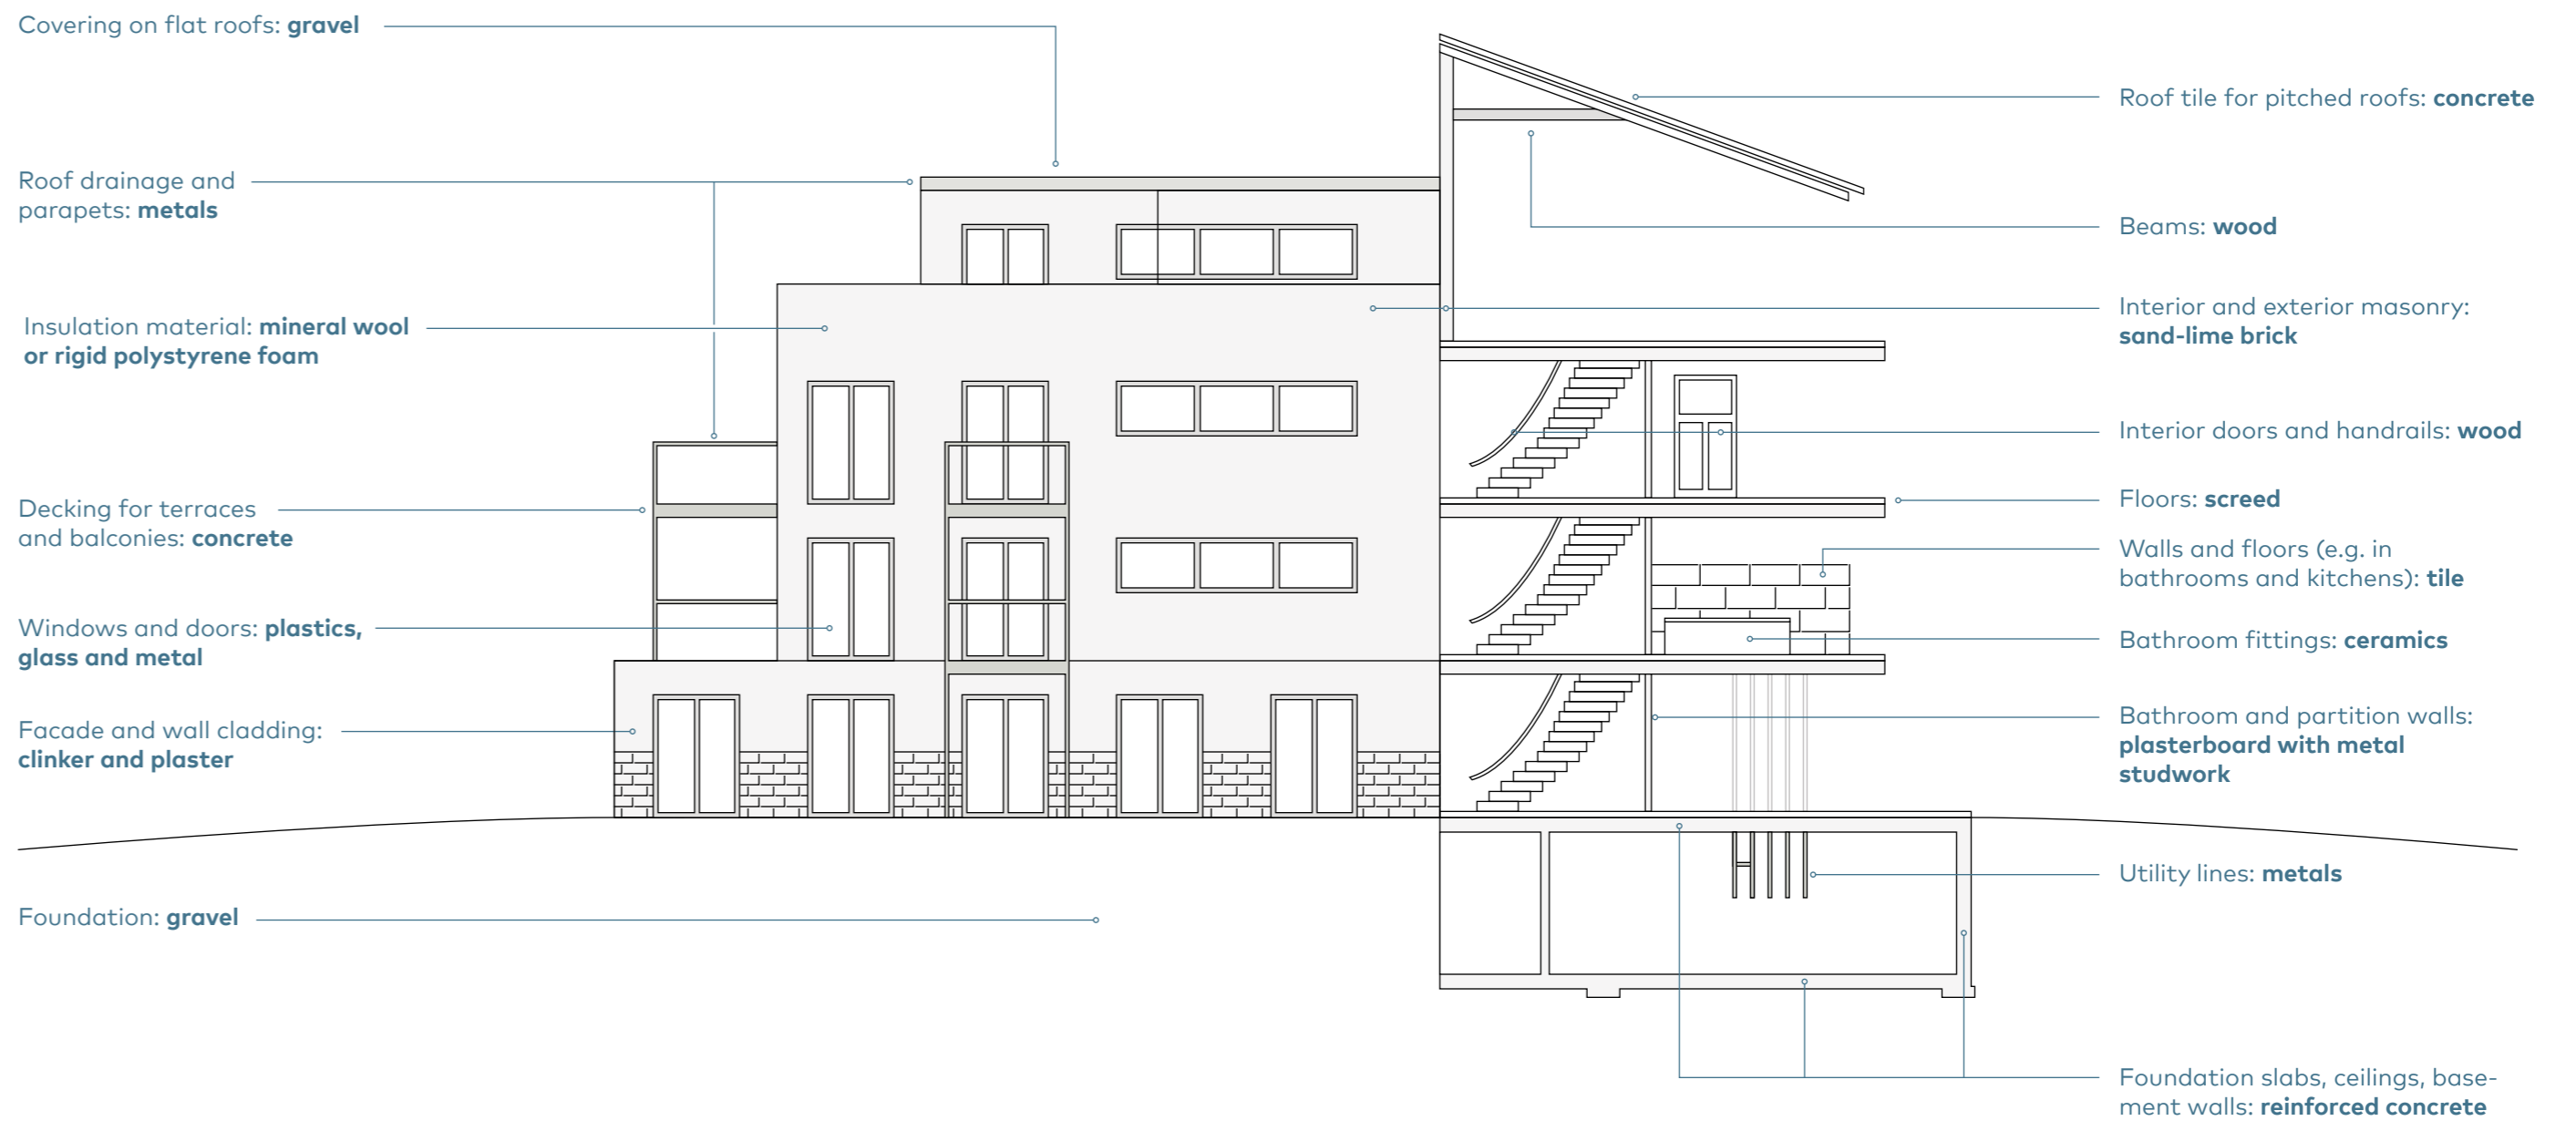 Covering on flat roofs: gravel
Roof drainage and
parapets: metals
Insulation material: mineral wool
or rigid polystyrene foam
Decking for terraces
and balconies: concrete
Windows and doors: plastics,
glass and metal
Facade and wall cladding:
clinker and plaster
Foundation: gravel
Roof tile for pitched roofs: concrete
Beams: wood
Interior and exterior masonry:
sand-lime brick
Interior doors and handrails: wood
Floors: screed
Walls and floors (e.g. in
bathrooms and kitchens): tile
Bathroom fittings: ceramics
Bathroom and partition walls:
plasterboard with metal
studwork
Utility lines: metals
Foundation slabs, ceilings, base-
ment walls: reinforced concrete